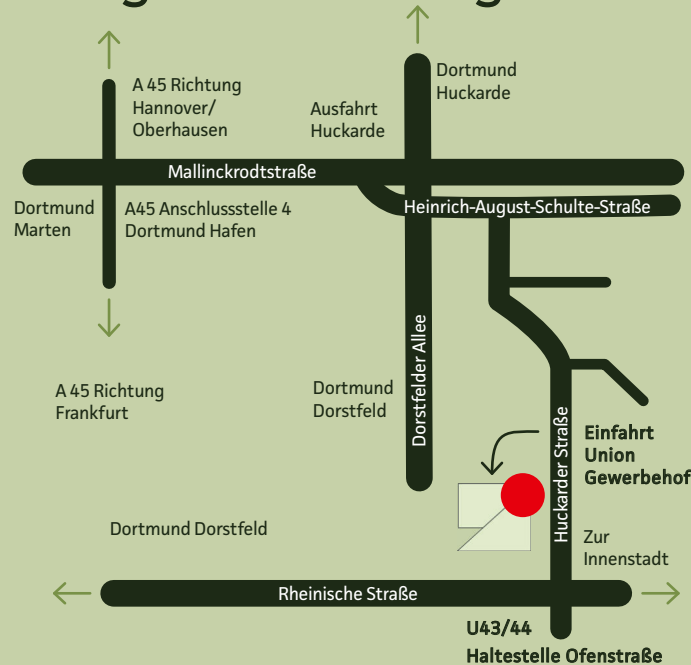 Dortmund
Huckarde
A 45 Richtung
Hannover/
Oberhausen
Ausfahrt
Huckarde
Mallinckrodtstraße
Dortmund
Marten
A45 Anschlussstelle 4
Dortmund Hafen
Heinrich-August-Schulte-Straße
Dorstfelder Allee
A 45 Richtung
Frankfurt
Dortmund
Dorstfeld
Huckarder Straße
Einfahrt
Union
Gewerbehof
Dortmund Dorstfeld
Zur
Innenstadt
Rheinische Straße
U43/44
Haltestelle Ofenstraße